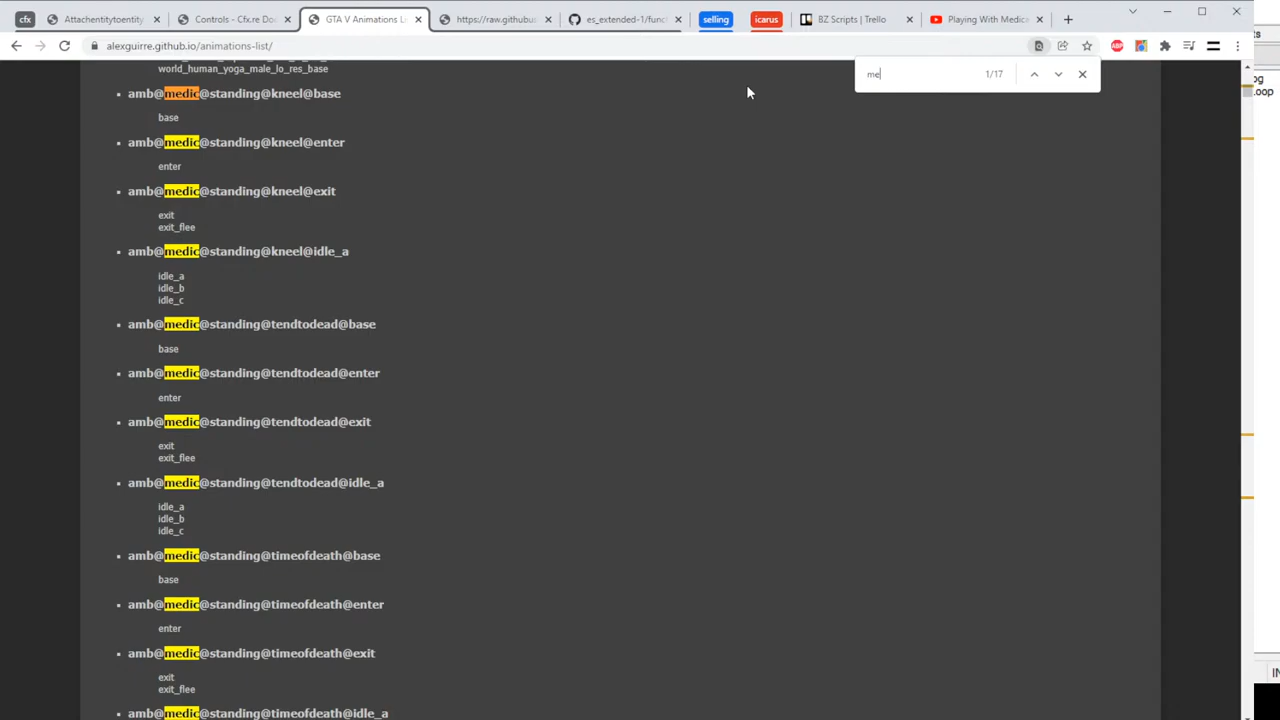 cfx
Attachentitytoentity
Controls - Cfx.re Do
GTA V Animations L
https://raw.githubus
es_extended-1/func
selling
icarus
BZ Scripts | Trello
Playing With Medica
alexguirre.github.io/animations-list/
me
1/17
world_human_yoga_male_lo_res_base
amb@medic@standing@kneel@base
base
amb@medic@standing@kneel@enter
enter
amb@medic@standing@kneel@exit
exit
exit_flee
amb@medic@standing@kneel@idle_a
idle_a
idle_b
idle_c
amb@medic@standing@tendtodead@base
base
amb@medic@standing@tendtodead@enter
enter
amb@medic@standing@tendtodead@exit
exit
exit_flee
amb@medic@standing@tendtodead@idle_a
idle_a
idle_b
idle_c
amb@medic@standing@timeofdeath@base
base
amb@medic@standing@timeofdeath@enter
enter
amb@medic@standing@timeofdeath@exit
exit
exit_flee
amb@medic@standing@timeofdeath@idle_a